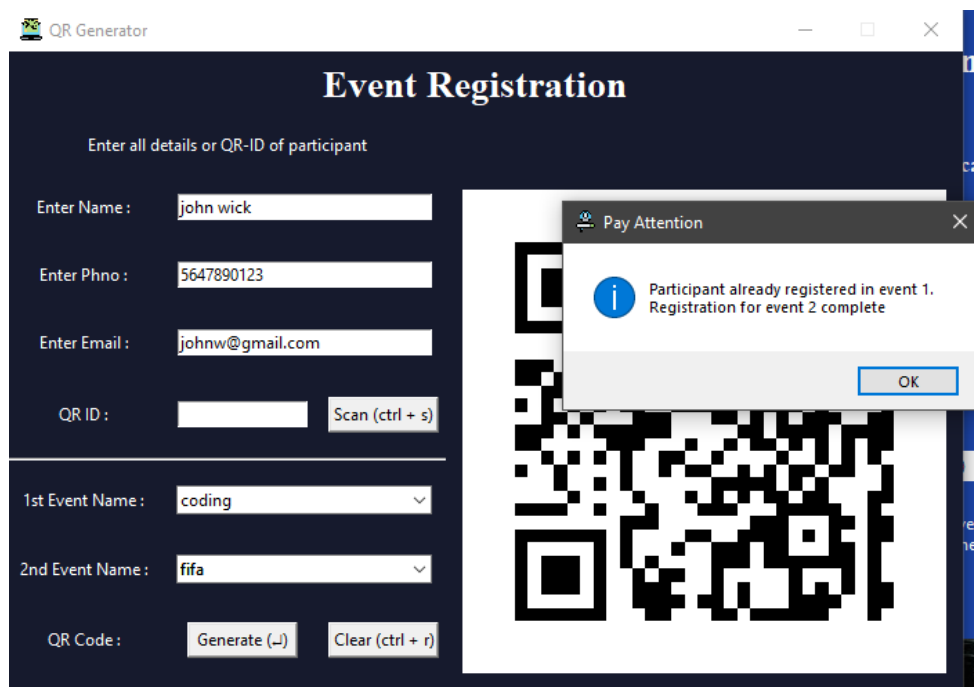 QR Generator
Event Registration
Enter all details or QR-ID of participant
Enter Name :
john wick
Pay Attention
Enter Phno :
5647890123
Participant already registered in event 1.
Registration for event 2 complete
Enter Email :
johnw@gmail.com
OK
QR ID :
Scan (ctrl + s)
1st Event Name :
coding
2nd Event Name :
fifa
QR Code :
Generate (↵)
Clear (ctrl + r)